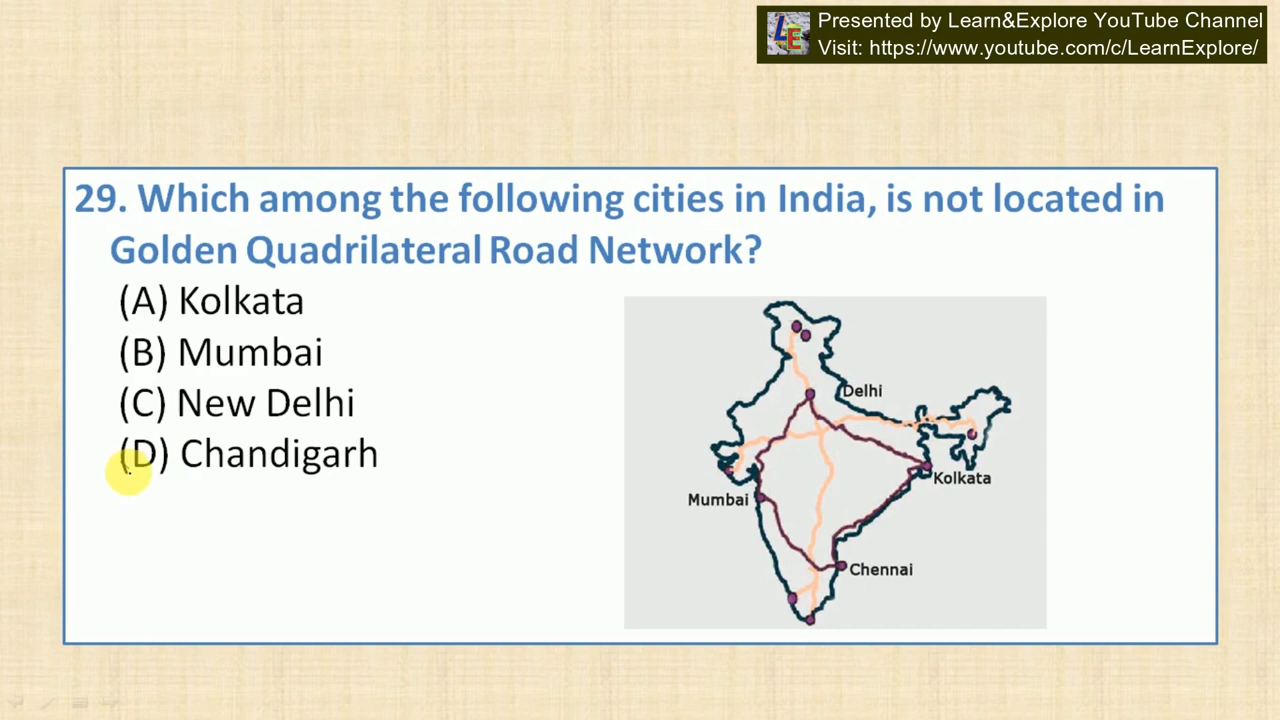 Presented by Learn&Explore YouTube Channel
Visit: https://www.youtube.com/c/LearnExplore/
LE
29. Which among the following cities in India, is not located in
Golden Quadrilateral Road Network?
(A) Kolkata
(B) Mumbai
(C) New Delhi
(D) Chandigarh
Delhi
Kolkata
Mumbai
Chennai